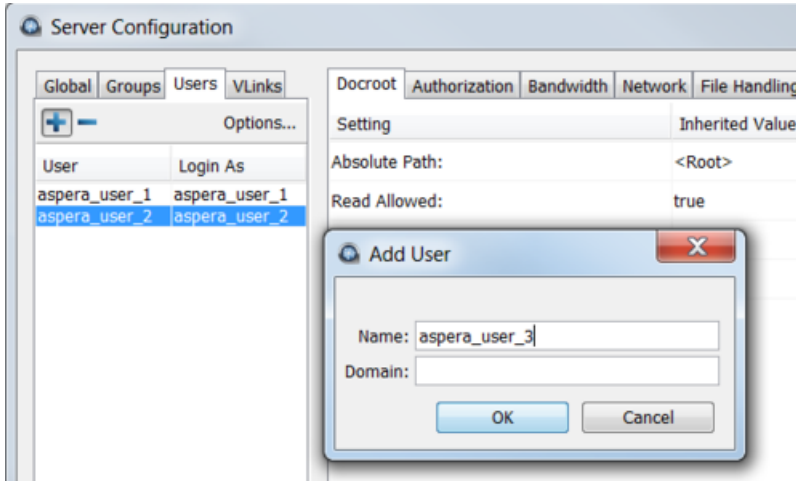 Server Configuration
Global Groups Users VLinks
Docroot Authorization Bandwidth Network File Handling
Options...
Setting Inherited Value
User Login As
Absolute Path: <Root>
aspera_user_1 aspera_user_1
Read Allowed: true
aspera_user_2 aspera_user_2
Add User
Name: aspera_user_3
Domain:
OK Cancel